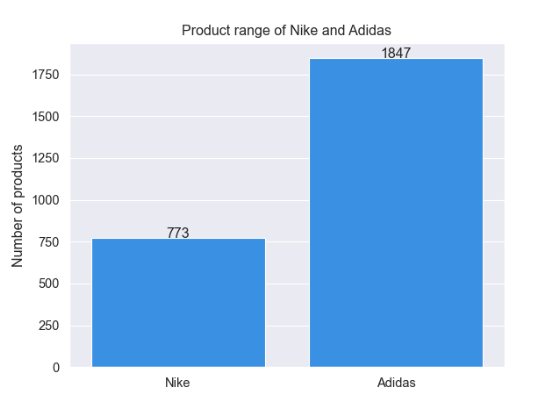 Product range of Nike and Adidas
1847
1750
1500
1250
1000
773
750
500
250
0
Number of products
Nike
Adidas